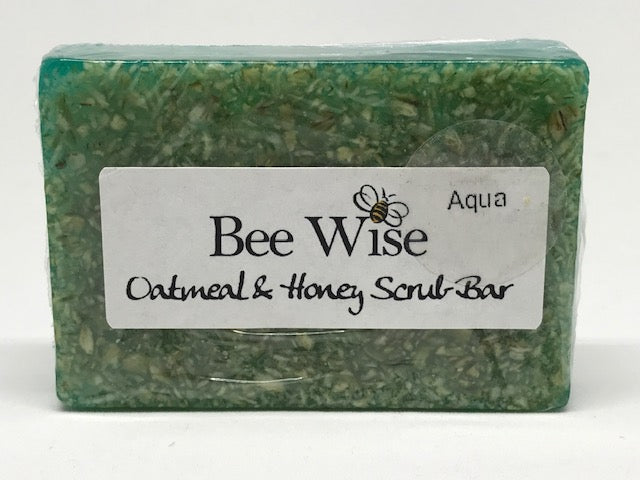 Aqua
Bee Wise
Oatmeal & Honey Scrub Bar